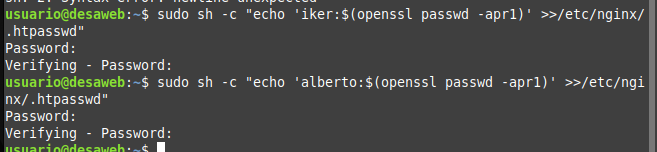 sh: 2: Syntax error: newline unexpected
usuario@desaweb:~$ sudo sh -c "echo 'iker:$(openssl passwd -apr1)' >>/etc/nginx/
.htpasswd"
Password:
Verifying - Password:
usuario@desaweb:~$ sudo sh -c "echo 'alberto:$(openssl passwd -apr1)' >>/etc/ngi
nx/.htpasswd"
Password:
Verifying - Password:
usuario@desaweb:~$